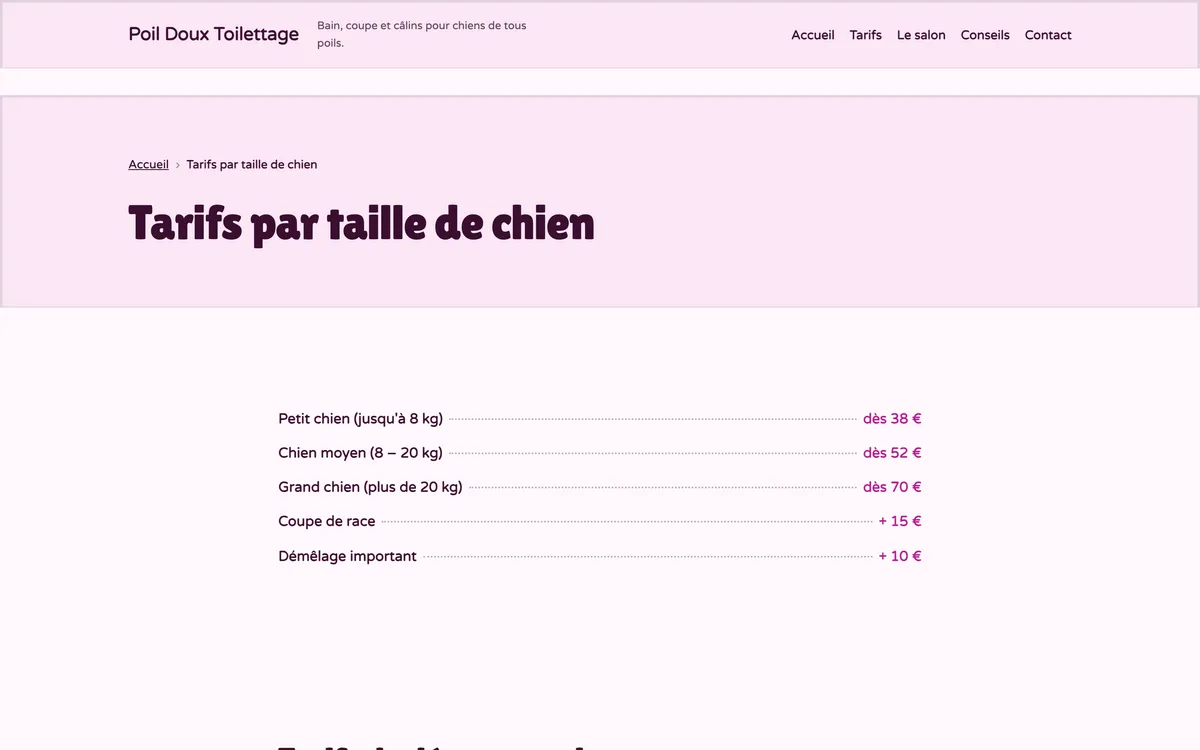 Poil Doux Toilettage
Bain, coupe et câlins pour chiens de tous
poils.
Accueil Tarifs Le salon Conseils Contact
Accueil › Tarifs par taille de chien
Tarifs par taille de chien
Petit chien (jusqu'à 8 kg) dès 38 €
Chien moyen (8 – 20 kg) dès 52 €
Grand chien (plus de 20 kg) dès 70 €
Coupe de race + 15 €
Démêlage important + 10 €